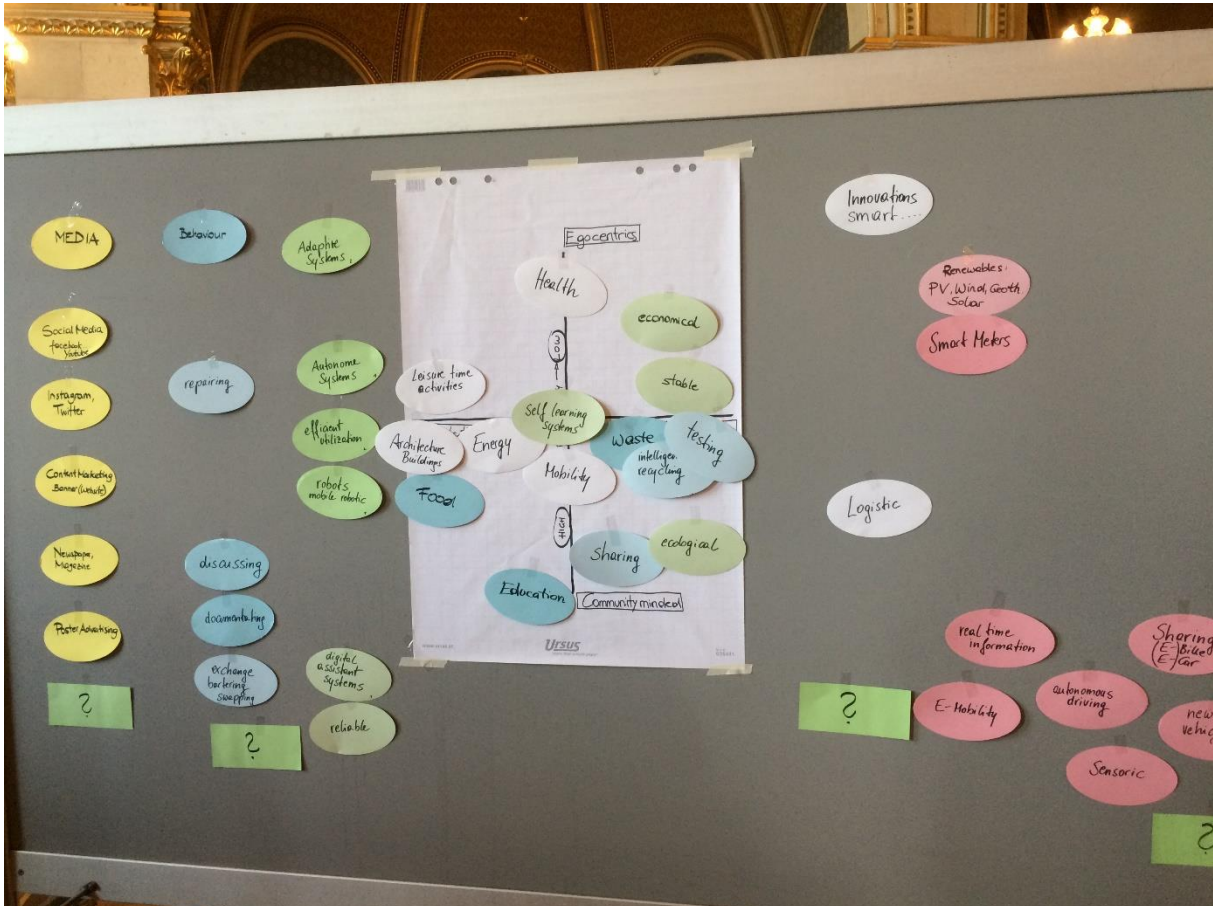 MEDIA
Social Media
facebook
Youtube
Instagram,
Twitter
Content Marketing
Banner (Website)
Newspape,
Magazine
Poster Advertising
?
Behaviour
repairing
discussing
documentating
exchange
bartering
swapping
?
Adaptive
Systems,
Autonome
Systems,
efficient
utilization,
robots
mobile robotic,
digital
assistant
systems,
reliable
Egocentrics
Health
economical
LOW
Leisure time
activities
stable
Self learning
systems
Architecture
Buildings
Energy
Waste
testing
intelligen.
recycling
Mobility
Food
HIGH
Sharing
ecological
Education
Community minded
Ursus
Innovations
smart....
Renewables:
PV, Wind, Geoth
Solar
Smart Meters
Logistic
real time
information
Sharing
(E-)Bike
(E-)Car
?
E-Mobility
autonomous
driving
new
Sensoric
?